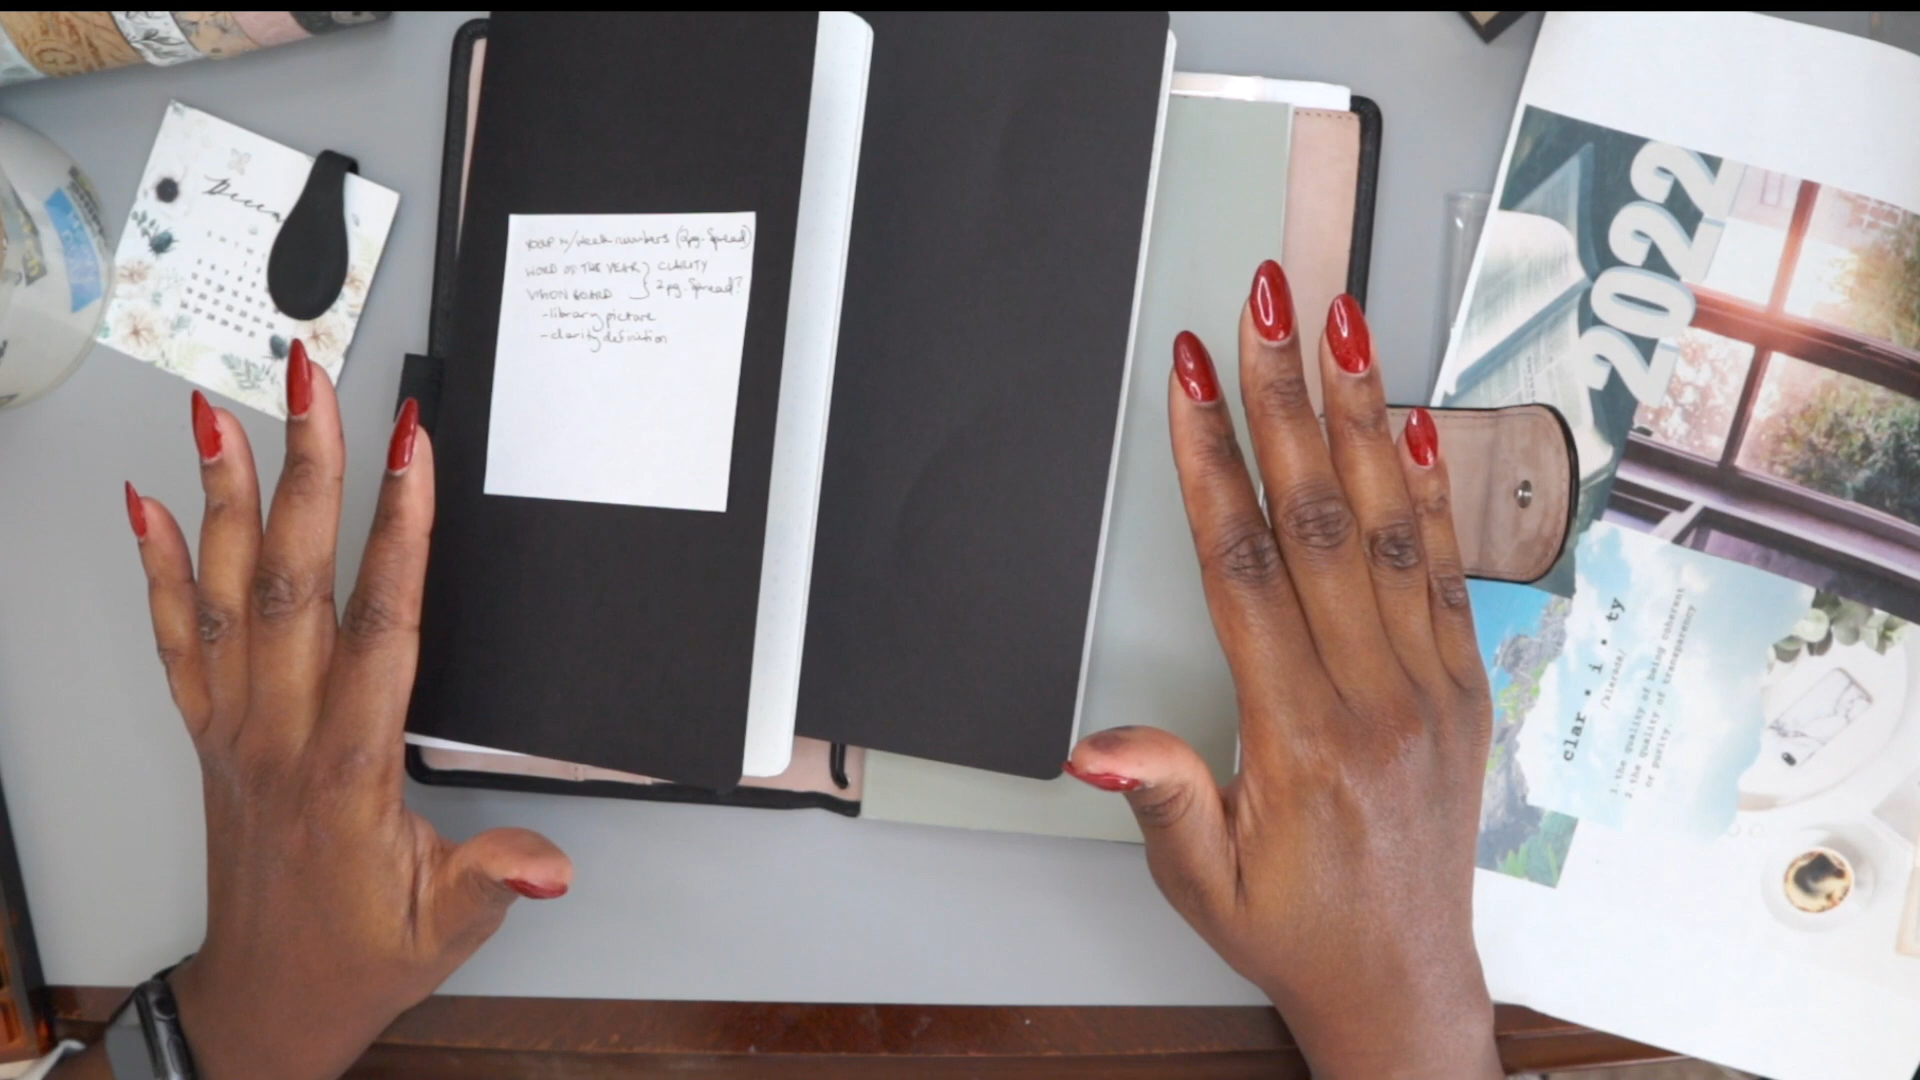 w/week numbers (2pg. Spread)
WORD OF THE YEAR } CLARITY
VISION BOARD } 2pg. Spread?
-library picture
-clarity definition
2022
clar · i · ty
/klerədē/
1. the quality of being coherent
2. the quality of transparency
or purity.